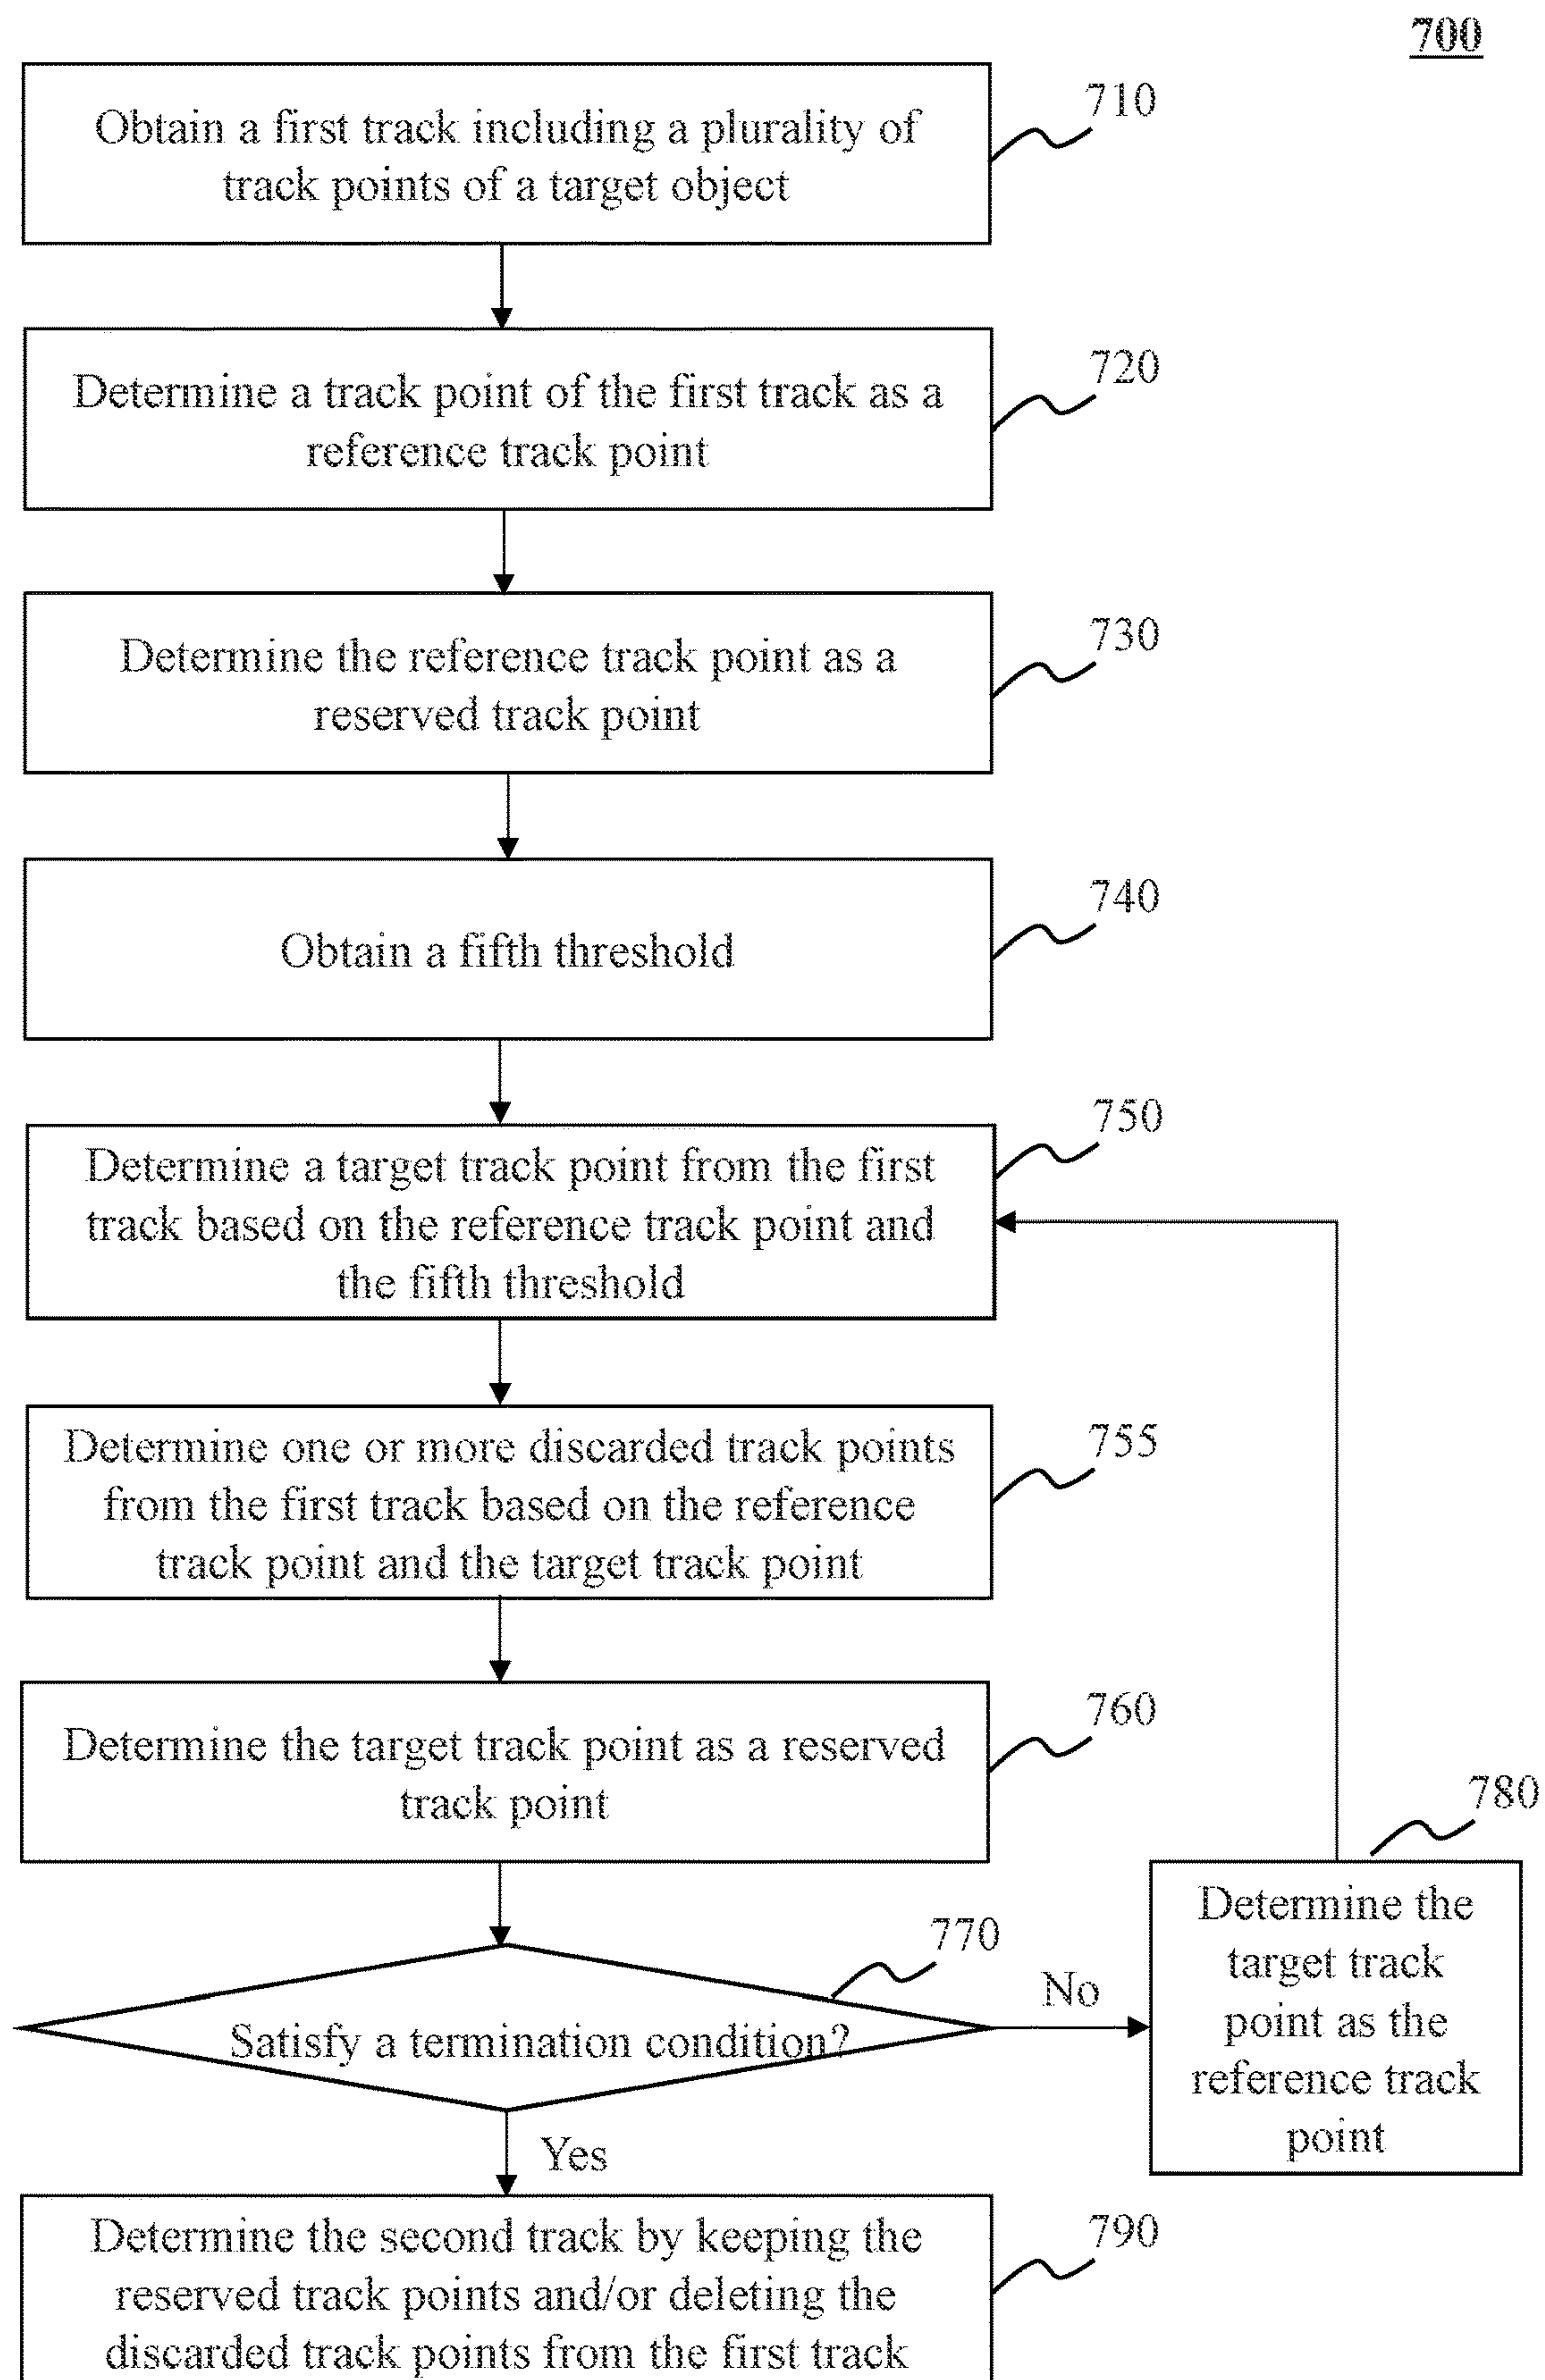 700
Obtain a first track including a plurality of
track points of a target object
710
Determine a track point of the first track as a
reference track point
720
Determine the reference track point as a
reserved track point
730
Obtain a fifth threshold
740
Determine a target track point from the first
track based on the reference track point and
the fifth threshold
750
Determine one or more discarded track points
from the first track based on the reference
track point and the target track point
755
Determine the target track point as a reserved
track point
760
Satisfy a termination condition?
770
No
Determine the
target track
point as the
reference track
point
780
Yes
Determine the second track by keeping the
reserved track points and/or deleting the
discarded track points from the first track
790